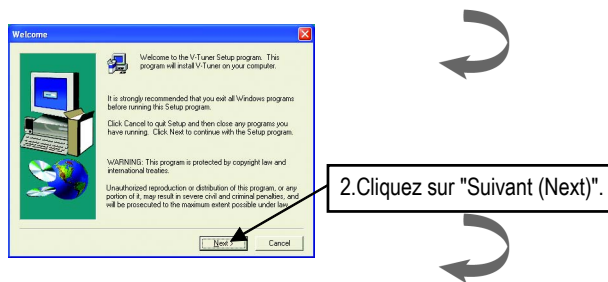 Welcome
Welcome to the V-Tuner Setup program. This
program will install V-Tuner on your computer.
It is strongly recommended that you exit all Windows programs
before running this Setup program.
Click Cancel to quit Setup and then close any programs you
have running. Click Next to continue with the Setup program.
WARNING: This program is protected by copyright law and
international treaties.
Unauthorized reproduction or distribution of this program, or any
portion of it, may result in severe civil and criminal penalties, and
will be prosecuted to the maximum extent possible under law.
Next >
Cancel
2.Cliquez sur "Suivant (Next)".